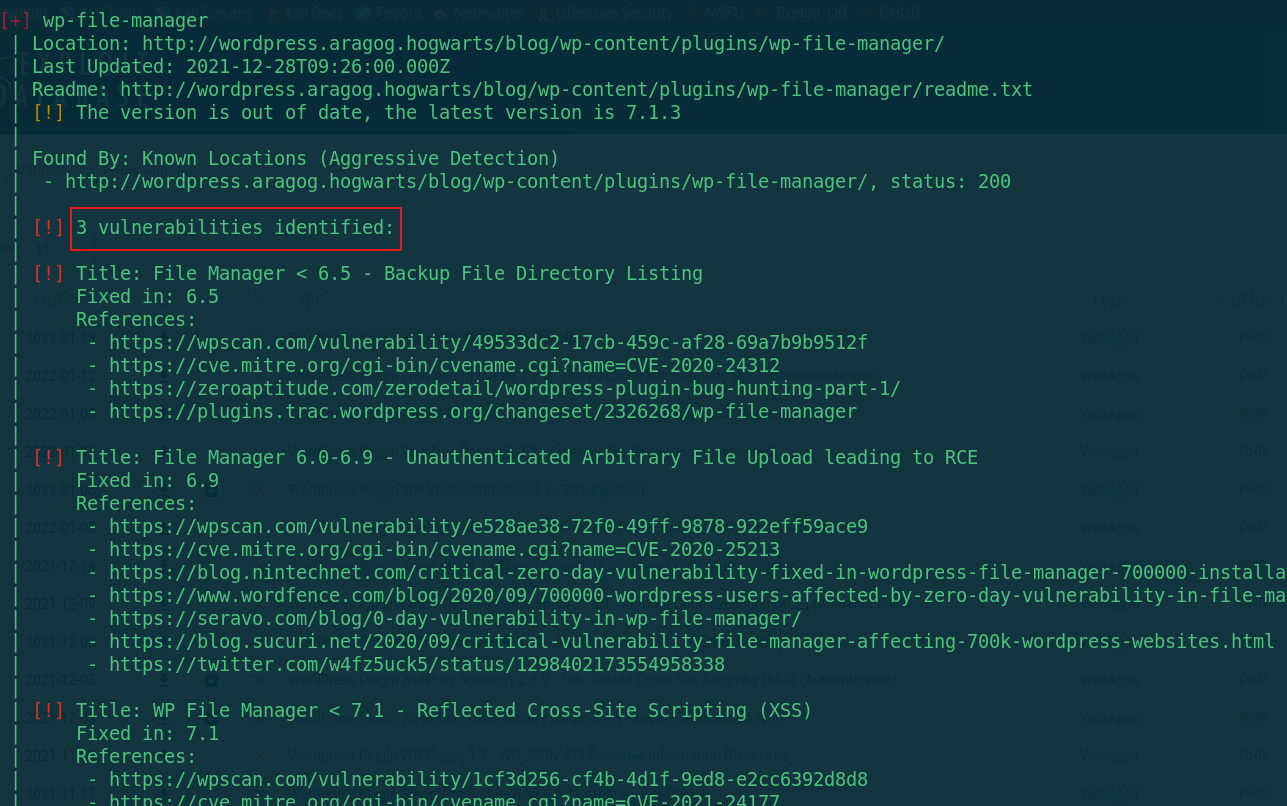 [+] wp-file-manager
| Location: http://wordpress.aragog.hogwarts/blog/wp-content/plugins/wp-file-manager/
| Last Updated: 2021-12-28T09:26:00.000Z
| Readme: http://wordpress.aragog.hogwarts/blog/wp-content/plugins/wp-file-manager/readme.txt
| [!] The version is out of date, the latest version is 7.1.3
|
| Found By: Known Locations (Aggressive Detection)
|  - http://wordpress.aragog.hogwarts/blog/wp-content/plugins/wp-file-manager/, status: 200
|
| [!] 3 vulnerabilities identified:
|
| [!] Title: File Manager < 6.5 - Backup File Directory Listing
|     Fixed in: 6.5
|     References:
|      - https://wpscan.com/vulnerability/49533dc2-17cb-459c-af28-69a7b9b9512f
|      - https://cve.mitre.org/cgi-bin/cvename.cgi?name=CVE-2020-24312
|      - https://zeroaptitude.com/zerodetail/wordpress-plugin-bug-hunting-part-1/
|      - https://plugins.trac.wordpress.org/changeset/2326268/wp-file-manager
|
| [!] Title: File Manager 6.0-6.9 - Unauthenticated Arbitrary File Upload leading to RCE
|     Fixed in: 6.9
|     References:
|      - https://wpscan.com/vulnerability/e528ae38-72f0-49ff-9878-922eff59ace9
|      - https://cve.mitre.org/cgi-bin/cvename.cgi?name=CVE-2020-25213
|      - https://blog.nintechnet.com/critical-zero-day-vulnerability-fixed-in-wordpress-file-manager-700000-installa
|      - https://www.wordfence.com/blog/2020/09/700000-wordpress-users-affected-by-zero-day-vulnerability-in-file-ma
|      - https://seravo.com/blog/0-day-vulnerability-in-wp-file-manager/
|      - https://blog.sucuri.net/2020/09/critical-vulnerability-file-manager-affecting-700k-wordpress-websites.html
|      - https://twitter.com/w4fz5uck5/status/1298402173554958338
|
| [!] Title: WP File Manager < 7.1 - Reflected Cross-Site Scripting (XSS)
|     Fixed in: 7.1
|     References:
|      - https://wpscan.com/vulnerability/1cf3d256-cf4b-4d1f-9ed8-e2cc6392d8d8
|      - https://cve.mitre.org/cgi-bin/cvename.cgi?name=CVE-2021-24177